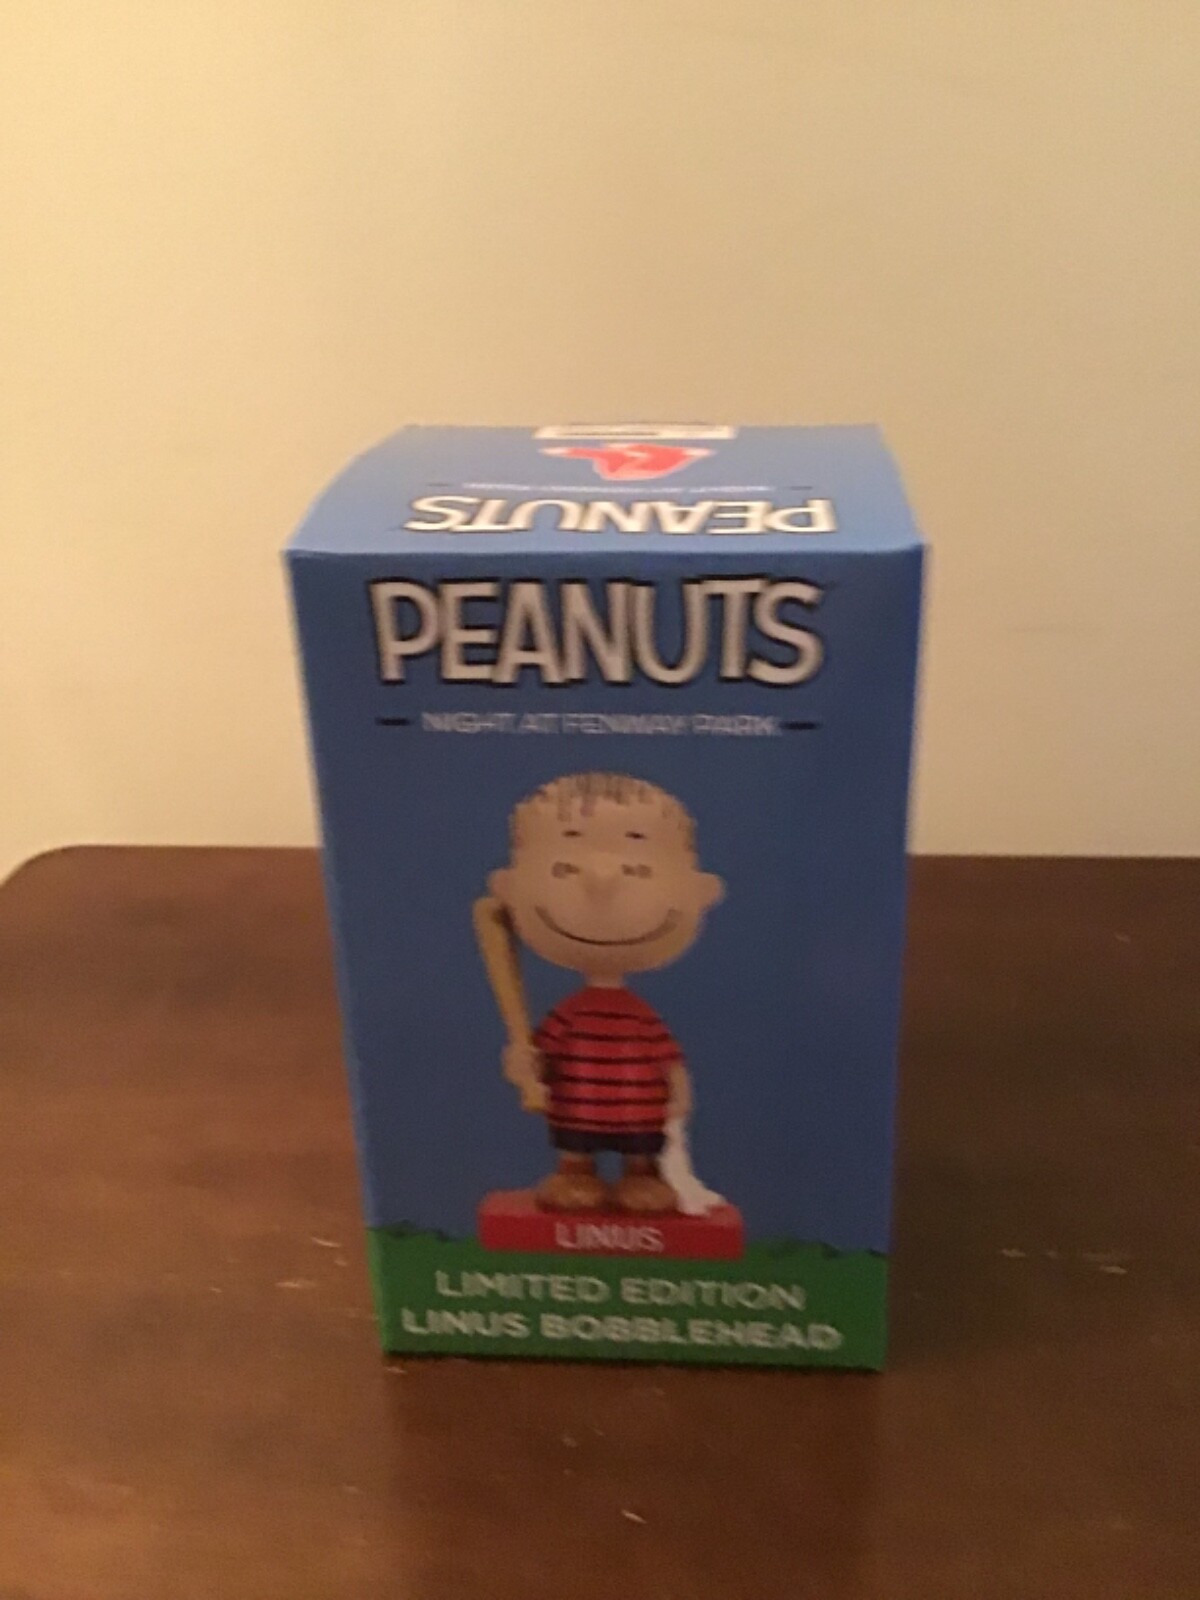 PEANUTS
PEANUTS
NIGHT AT FENWAY PARK
LINUS
LIMITED EDITION
LINUS BOBBLEHEAD